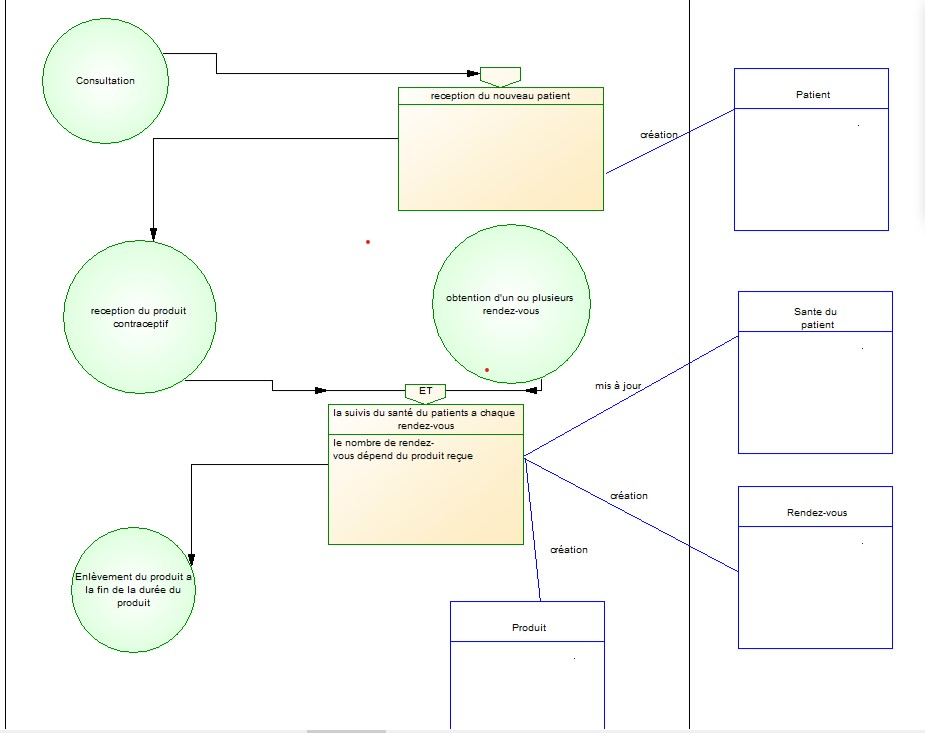 Consultation
reception du nouveau patient
création
Patient
reception du produit
contraceptif
obtention d'un ou plusieurs
rendez-vous
Sante du
patient
mis à jour
ET
la suivis du santé du patients a chaque
rendez-vous
le nombre de rendez-
vous dépend du produit reçue
création
Rendez-vous
création
Enlèvement du produit a
la fin de la durée du
produit
Produit